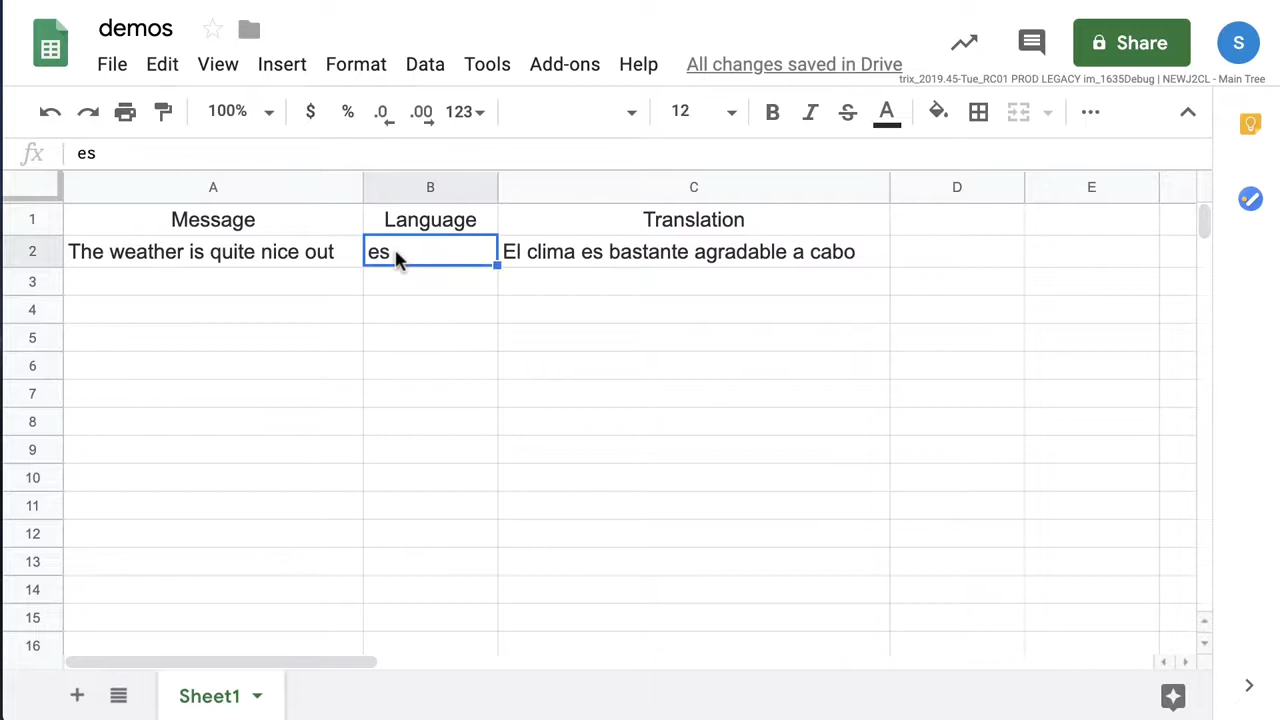 demos
File Edit View Insert Format Data Tools Add-ons Help All changes saved in Drive
Share
S
trix_2019.45-Tue_RC01 PROD LEGACY im_1635Debug | NEWJ2CL - Main Tree
100% $ % .0 .00 123 12 B I S A ...
fx es
A B C D E
1 Message Language Translation
2 The weather is quite nice out es El clima es bastante agradable a cabo
3
4
5
6
7
8
9
10
11
12
13
14
15
16
+ Sheet1